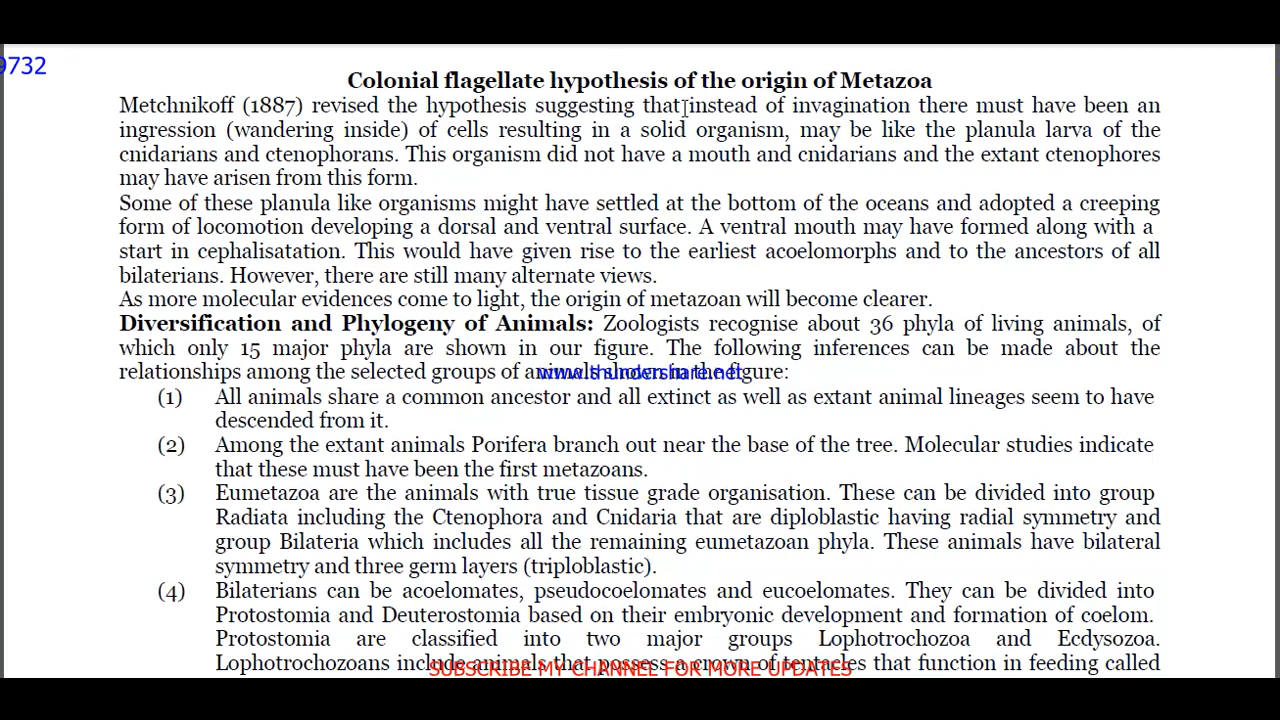 9732
Colonial flagellate hypothesis of the origin of Metazoa
Metchnikoff (1887) revised the hypothesis suggesting that instead of invagination there must have been an
ingression (wandering inside) of cells resulting in a solid organism, may be like the planula larva of the
cnidarians and ctenophorans. This organism did not have a mouth and cnidarians and the extant ctenophores
may have arisen from this form.
Some of these planula like organisms might have settled at the bottom of the oceans and adopted a creeping
form of locomotion developing a dorsal and ventral surface. A ventral mouth may have formed along with a
start in cephalisatation. This would have given rise to the earliest acoelomorphs and to the ancestors of all
bilaterians. However, there are still many alternate views.
As more molecular evidences come to light, the origin of metazoan will become clearer.
Diversification and Phylogeny of Animals: Zoologists recognise about 36 phyla of living animals, of
which only 15 major phyla are shown in our figure. The following inferences can be made about the
relationships among the selected groups of animals shown in the figure:
www.thundershare.net
(1) All animals share a common ancestor and all extinct as well as extant animal lineages seem to have
descended from it.
(2) Among the extant animals Porifera branch out near the base of the tree. Molecular studies indicate
that these must have been the first metazoans.
(3) Eumetazoa are the animals with true tissue grade organisation. These can be divided into group
Radiata including the Ctenophora and Cnidaria that are diploblastic having radial symmetry and
group Bilateria which includes all the remaining eumetazoan phyla. These animals have bilateral
symmetry and three germ layers (triploblastic).
(4) Bilaterians can be acoelomates, pseudocoelomates and eucoelomates. They can be divided into
Protostomia and Deuterostomia based on their embryonic development and formation of coelom.
Protostomia are classified into two major groups Lophotrochozoa and Ecdysozoa.
Lophotrochozoans include animals that possess a crown of tentacles that function in feeding called
SUBSCRIBE MY CHANNEL FOR MORE UPDATES